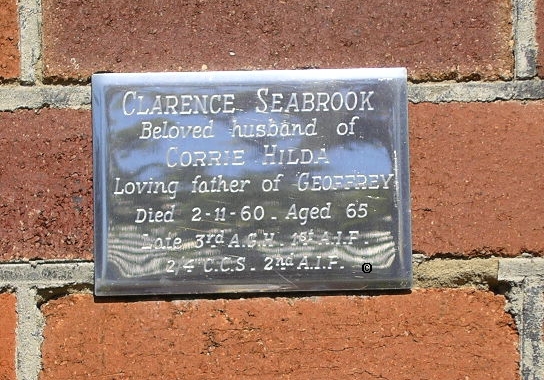 CLARENCE SEABROOK
Beloved husband of
CORRIE HILDA
Loving father of GEOFFREY
Died 2-11-60. Aged 65
Late 3rd A.G.H. 1st A.I.F.
2/4 C.C.S. 2nd A.I.F.
©